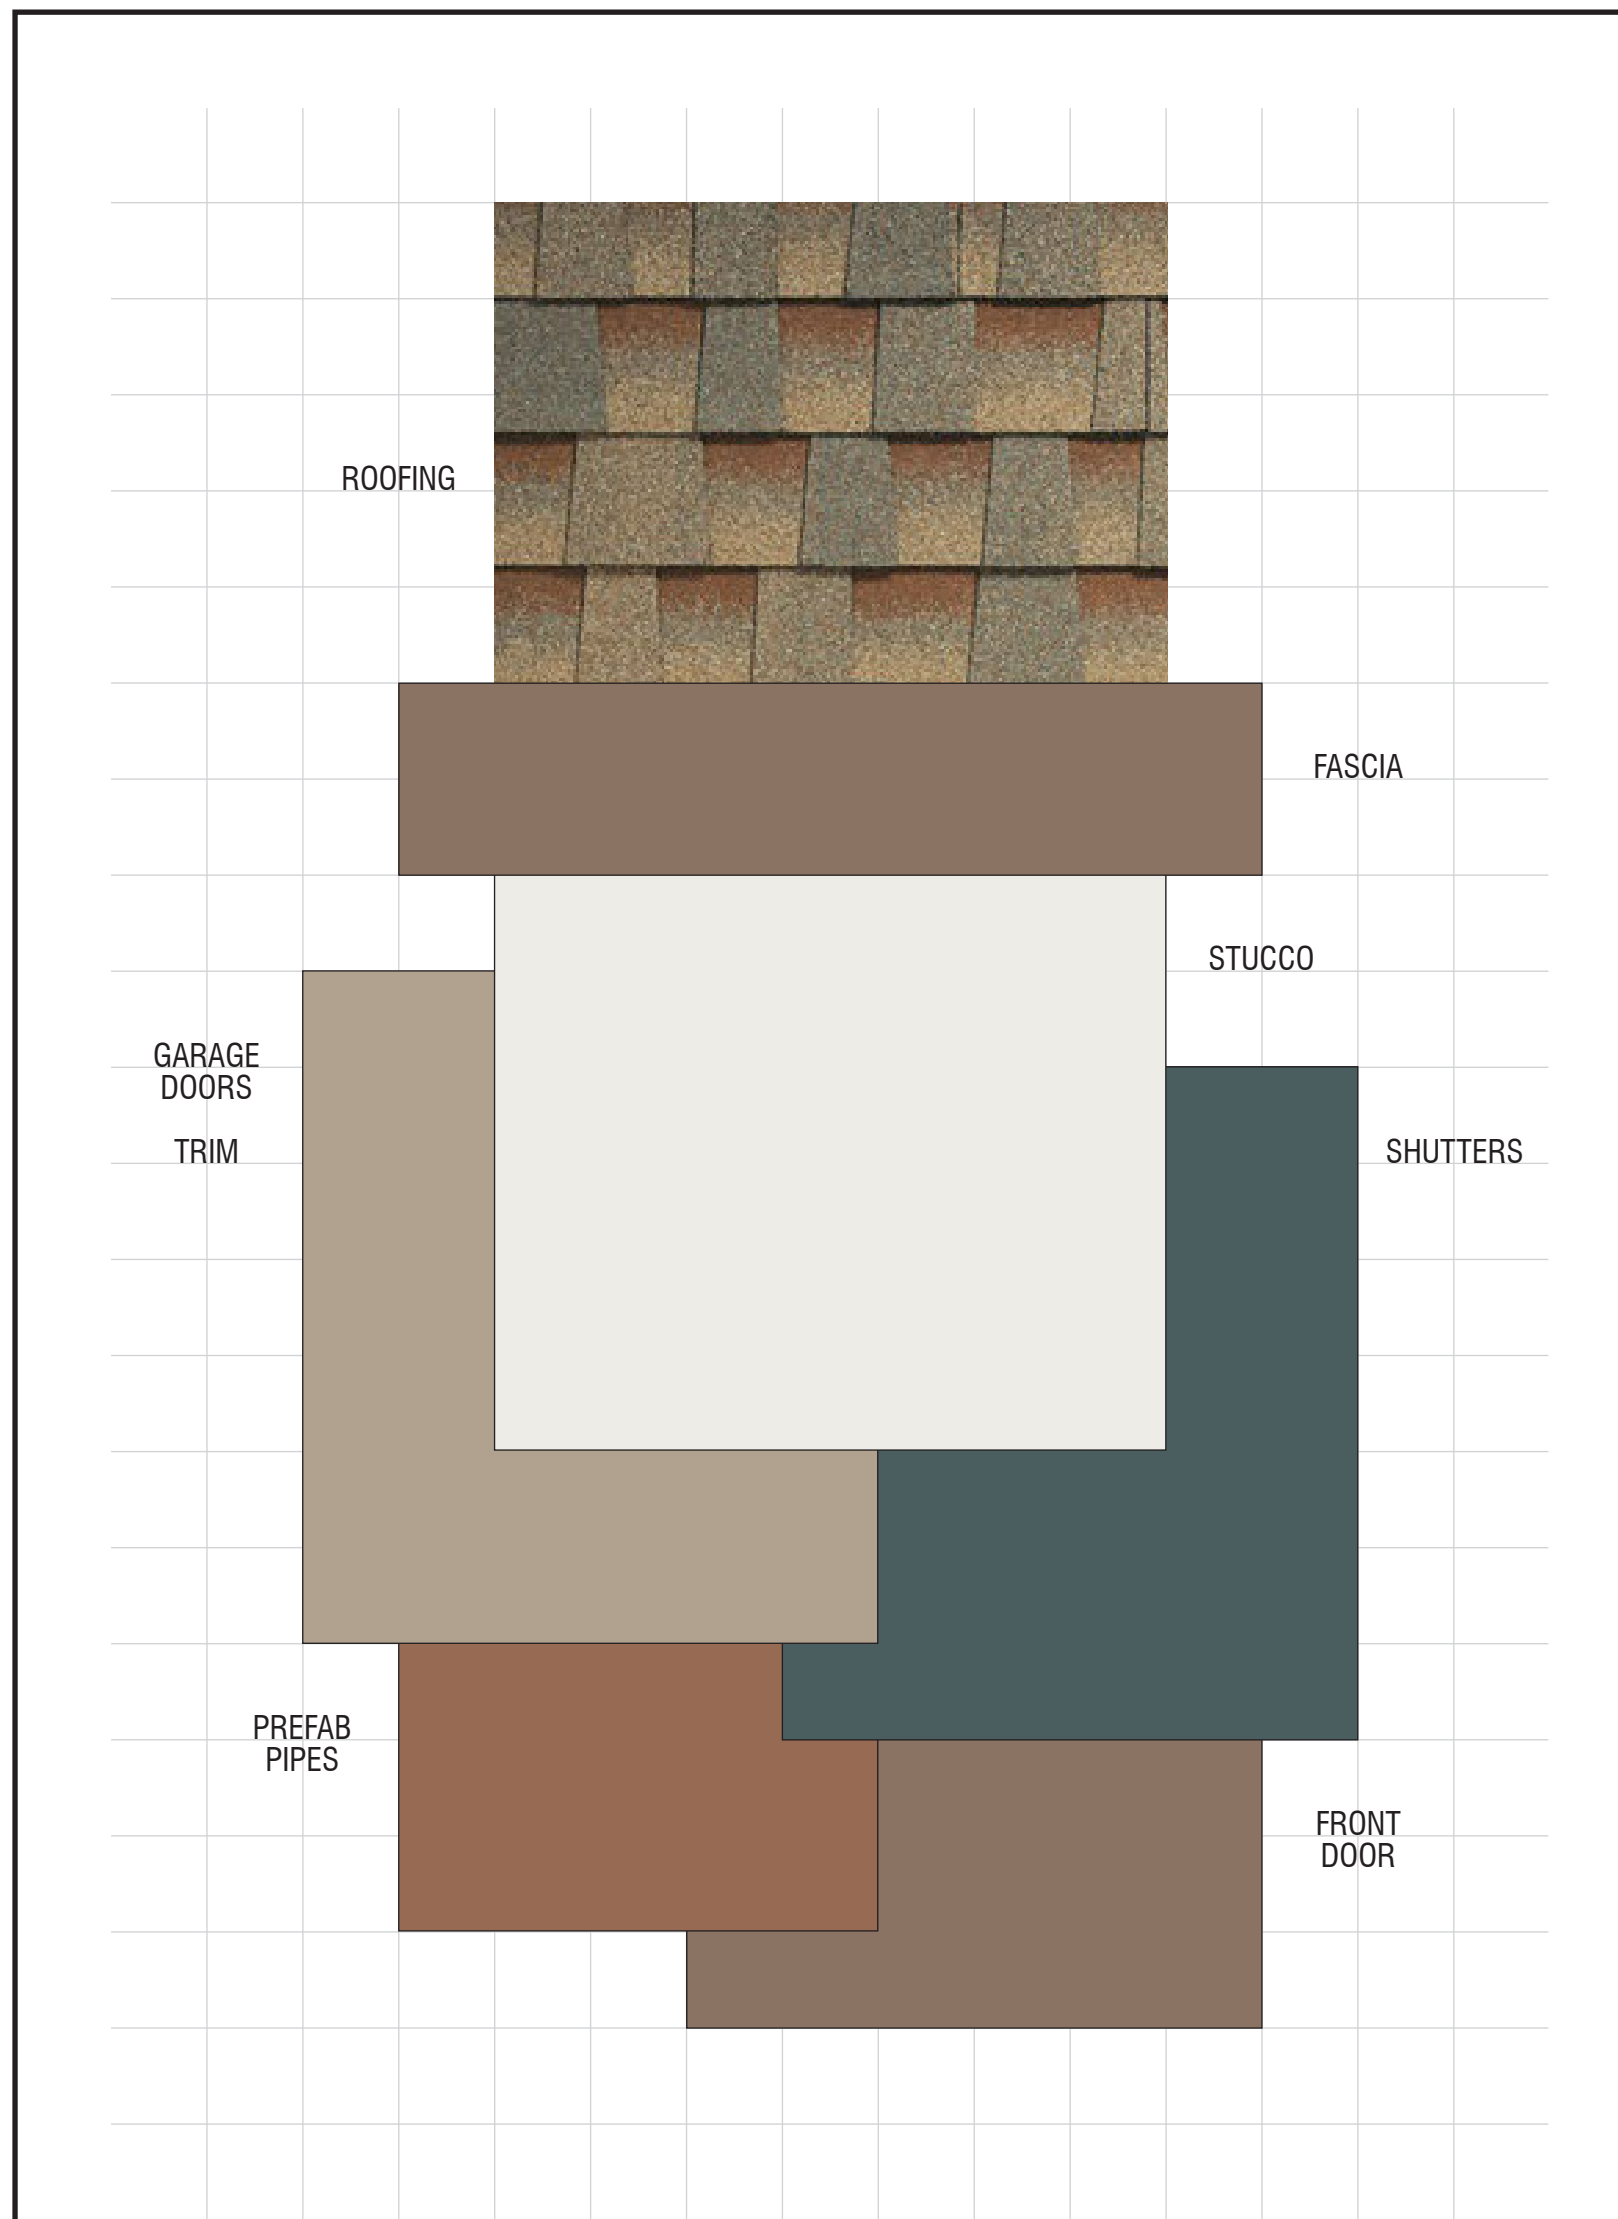 ROOFING
FASCIA
STUCCO
GARAGE
DOORS
TRIM
SHUTTERS
PREFAB
PIPES
FRONT
DOOR